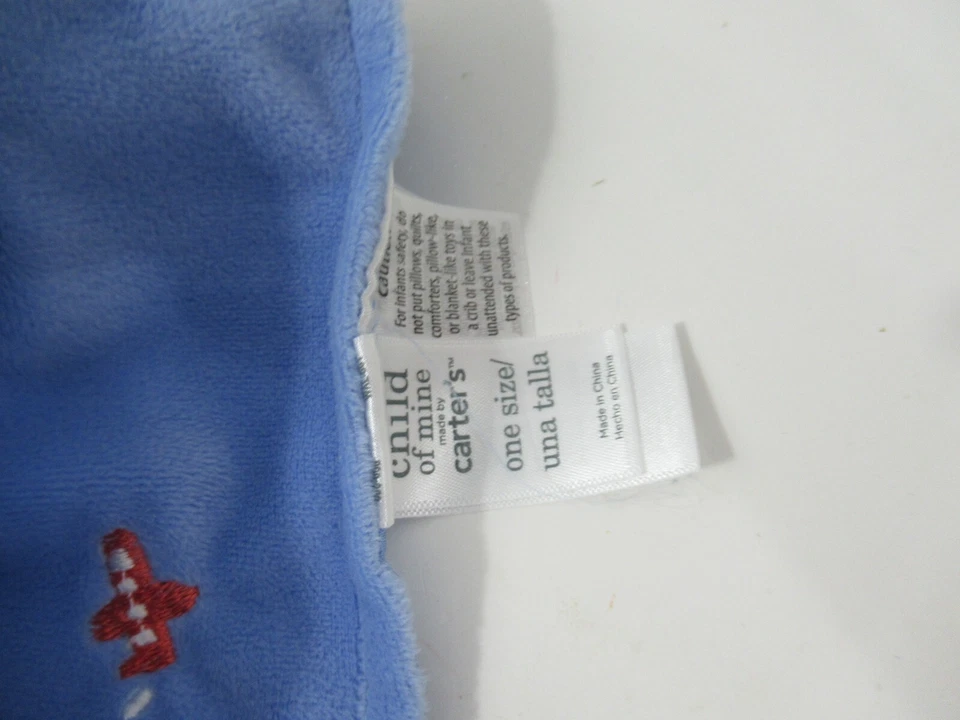 For infants safety, do
not put pillows, quilts,
comforters, pillow-like,
or blanket-like toys in
a crib or leave infant
unattended with these
types of products.
child
of mine
made by
carter's™
one size/
una talla
Made in China
Hecho en China